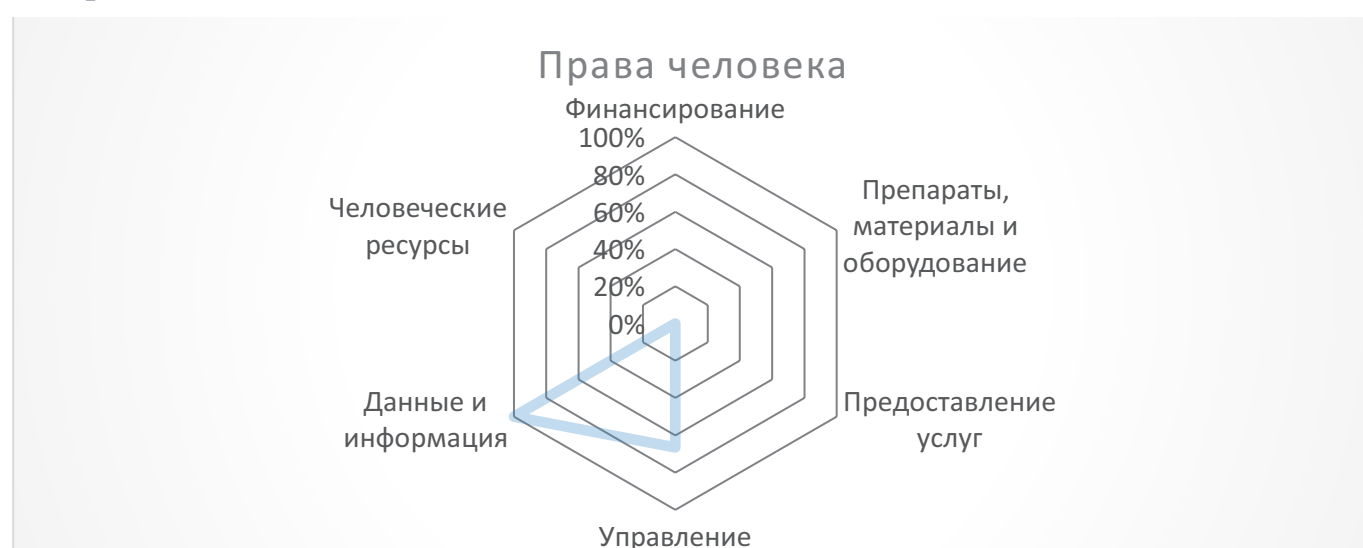 Права человека
Финансирование
100%
80%
60%
40%
20%
0%
Препараты,
материалы и
оборудование
Предоставление
услуг
Управление
Данные и
информация
Человеческие
ресурсы